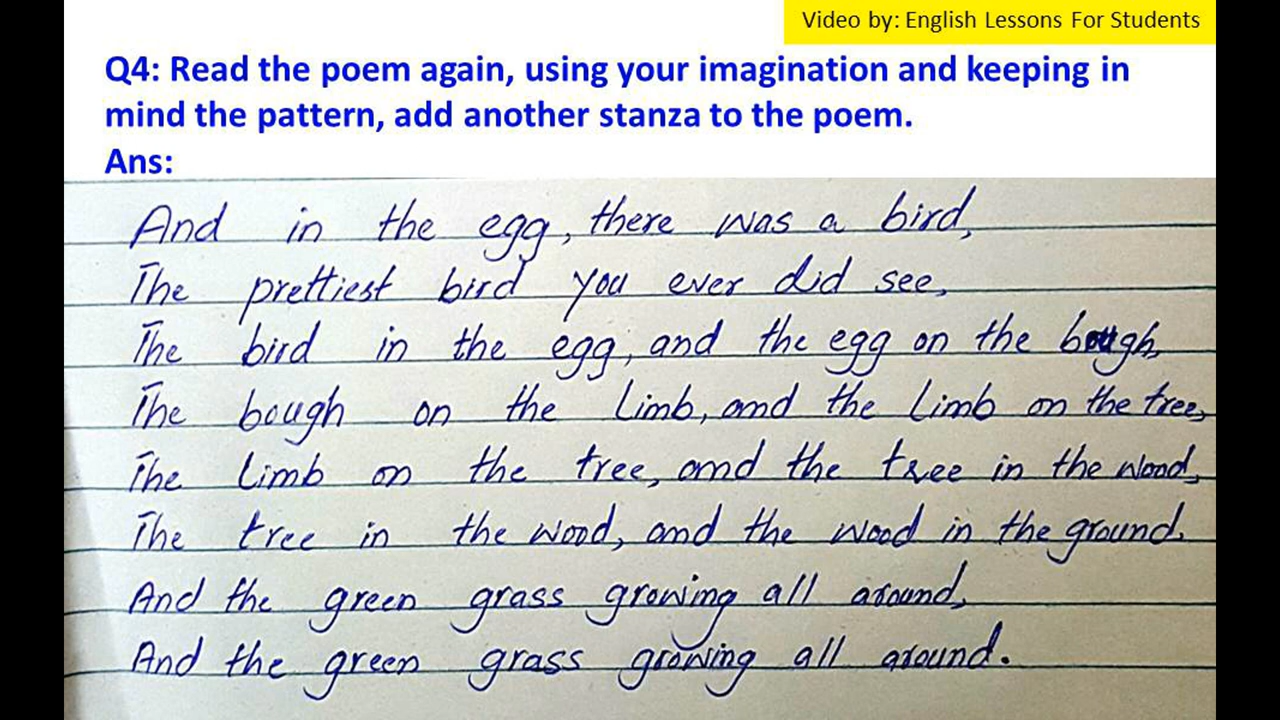 Video by: English Lessons For Students
Q4: Read the poem again, using your imagination and keeping in
mind the pattern, add another stanza to the poem.
Ans:
And in the egg, there was a bird,
The prettiest bird you ever did see,
The bird in the egg, and the egg on the bough,
The bough on the limb, and the limb on the tree,
The limb on the tree, and the tree in the wood,
The tree in the wood, and the wood in the ground.
And the green grass growing all around,
And the green grass growing all around.